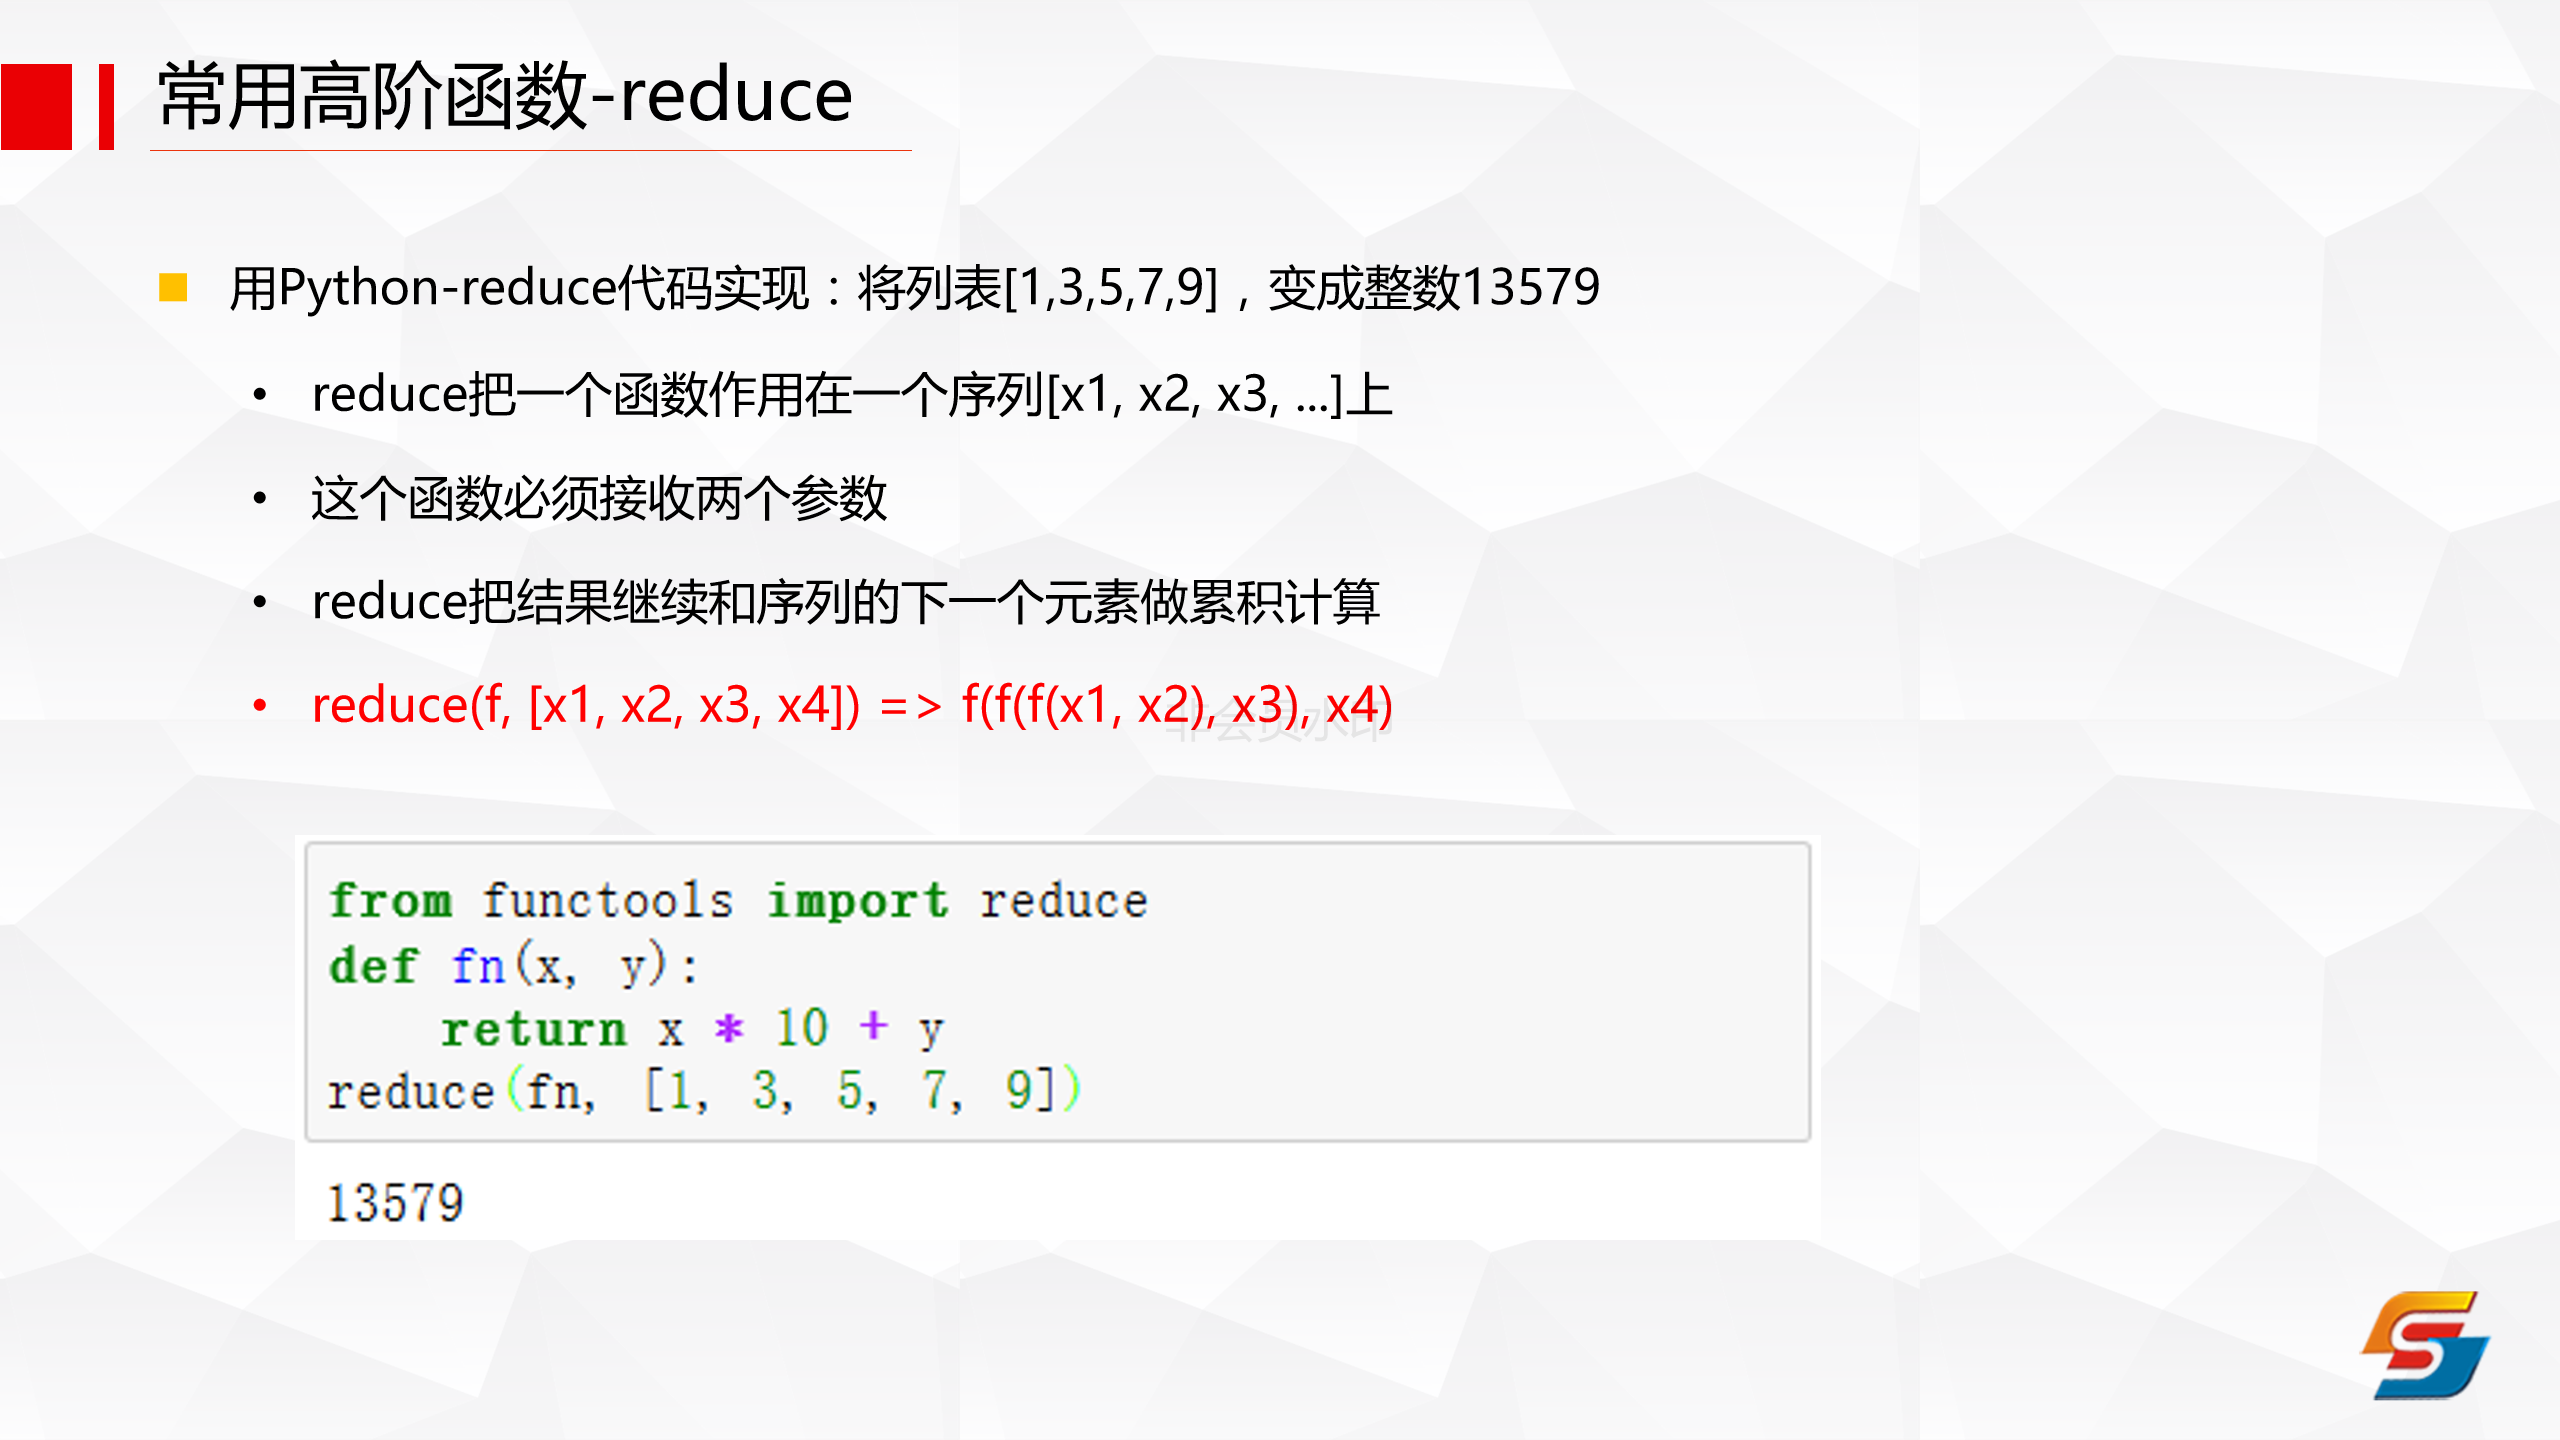 常用高阶函数-reduce
用Python-reduce代码实现：将列表[1,3,5,7,9]，变成整数13579
reduce把一个函数作用在一个序列[x1, x2, x3, ...]上
这个函数必须接收两个参数
reduce把结果继续和序列的下一个元素做累积计算
reduce(f, [x1, x2, x3, x4]) => f(f(f(x1, x2), x3), x4)
非会员水印
from functools import reduce
def fn(x, y):
    return x * 10 + y
reduce(fn, [1, 3, 5, 7, 9])
13579